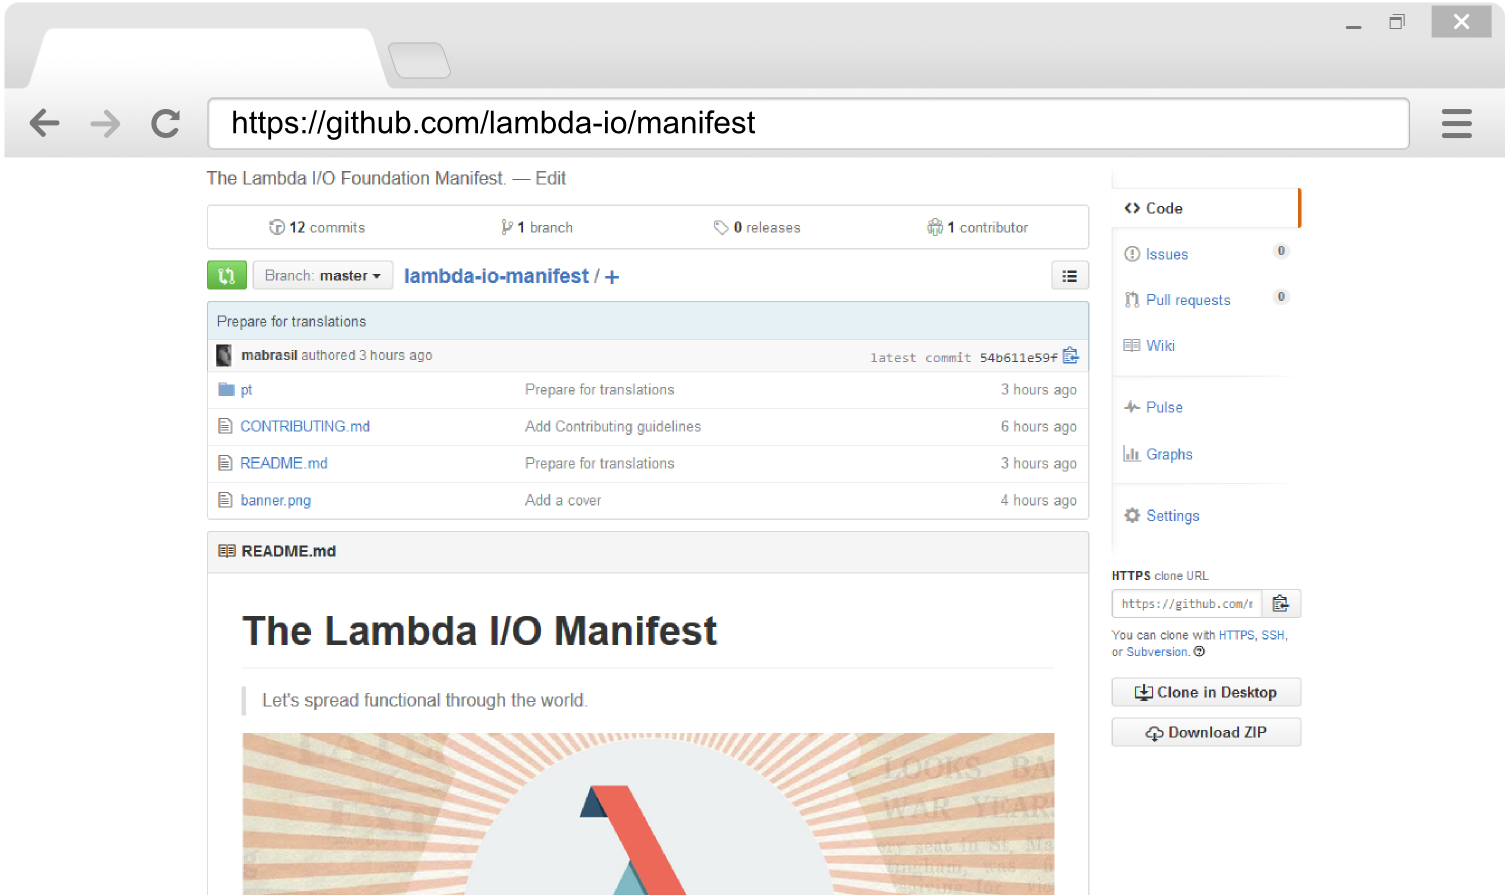 https://github.com/lambda-io/manifest
The Lambda I/O Foundation Manifest. — Edit
12 commits
1 branch
0 releases
1 contributor
Branch: master
lambda-io-manifest / +
Prepare for translations
mabrasil authored 3 hours ago
latest commit 54b611e59f
pt Prepare for translations 3 hours ago
CONTRIBUTING.md Add Contributing guidelines 6 hours ago
README.md Prepare for translations 3 hours ago
banner.png Add a cover 4 hours ago
README.md
The Lambda I/O Manifest
Let's spread functional through the world.
LOOKS
WAR YEARS
Code
Issues 0
Pull requests 0
Wiki
Pulse
Graphs
Settings
HTTPS clone URL
https://github.com/
You can clone with HTTPS, SSH,
or Subversion.
Clone in Desktop
Download ZIP